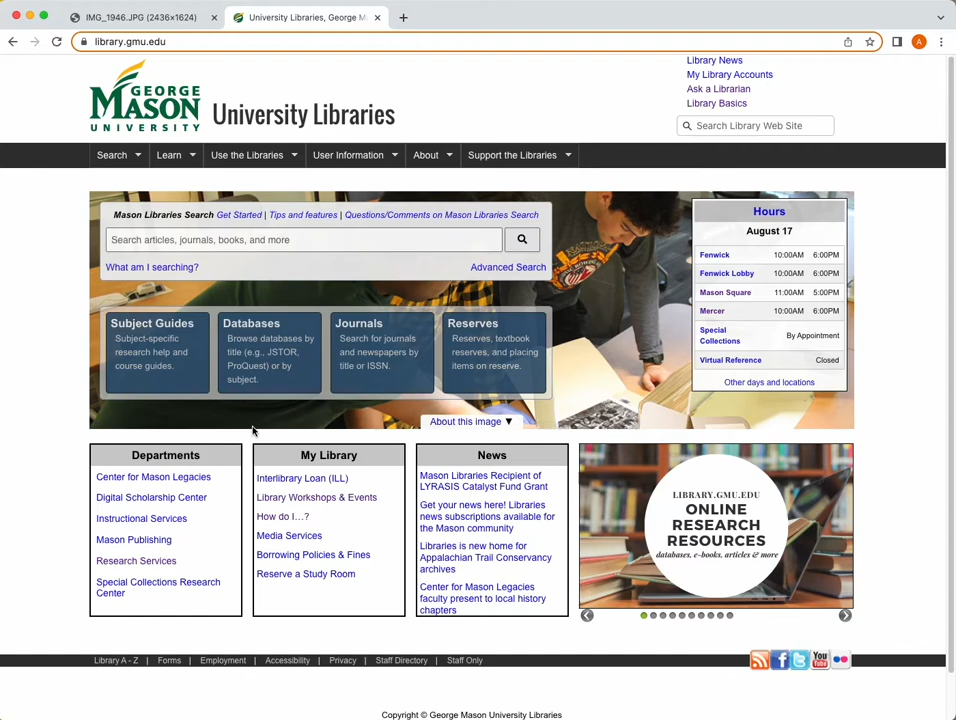 IMG_1946.JPG (2436×1624)
University Libraries, George M
library.gmu.edu
A
Library News
My Library Accounts
Ask a Librarian
Library Basics
GEORGE
MASON
UNIVERSITY
University Libraries
Search Library Web Site
Search
Learn
Use the Libraries
User Information
About
Support the Libraries
Mason Libraries Search Get Started | Tips and features | Questions/Comments on Mason Libraries Search
Search articles, journals, books, and more
What am I searching?
Advanced Search
Subject Guides
Subject-specific
research help and
course guides.
Databases
Browse databases by
title (e.g., JSTOR,
ProQuest) or by
subject.
Journals
Search for journals
and newspapers by
title or ISSN.
Reserves
Reserves, textbook
reserves, and placing
items on reserve.
About this image ▼
Hours
August 17
Fenwick 10:00AM 6:00PM
Fenwick Lobby 10:00AM 6:00PM
Mason Square 11:00AM 5:00PM
Mercer 10:00AM 6:00PM
Special
Collections By Appointment
Virtual Reference Closed
Other days and locations
Departments
Center for Mason Legacies
Digital Scholarship Center
Instructional Services
Mason Publishing
Research Services
Special Collections Research
Center
My Library
Interlibrary Loan (ILL)
Library Workshops & Events
How do I…?
Media Services
Borrowing Policies & Fines
Reserve a Study Room
News
Mason Libraries Recipient of
LYRASIS Catalyst Fund Grant
Get your news here! Libraries
news subscriptions available for
the Mason community
Libraries is new home for
Appalachian Trail Conservancy
archives
Center for Mason Legacies
faculty present to local history
chapters
LIBRARY.GMU.EDU
ONLINE
RESEARCH
RESOURCES
databases, e-books, articles & more
Library A - Z | Forms | Employment | Accessibility | Privacy | Staff Directory | Staff Only
You
Tube
Copyright © George Mason University Libraries